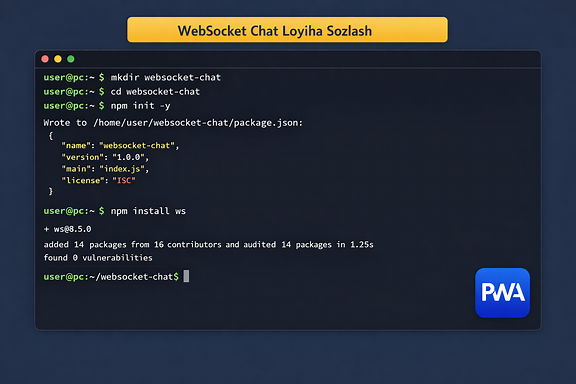 WebSocket Chat Loyiha Sozlash
user@pc:~ $ mkdir websocket-chat
user@pc:~ $ cd websocket-chat
user@pc:~ $ npm init -y
Wrote to /home/user/websocket-chat/package.json:
{
"name": "websocket-chat",
"version": "1.0.0",
"main": "index.js",
"license": "ISC"
}
user@pc:~ $ npm install ws
+ ws@8.5.0
added 14 packages from 16 contributors and audited 14 packages in 1.25s
found 0 vulnerabilities
user@pc:~/websocket-chat$
PWA